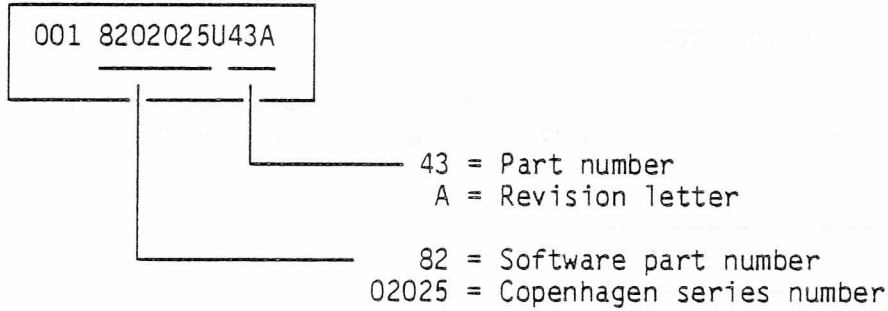 001 8202025U43A
43 = Part number
A = Revision letter
82 = Software part number
02025 = Copenhagen series number